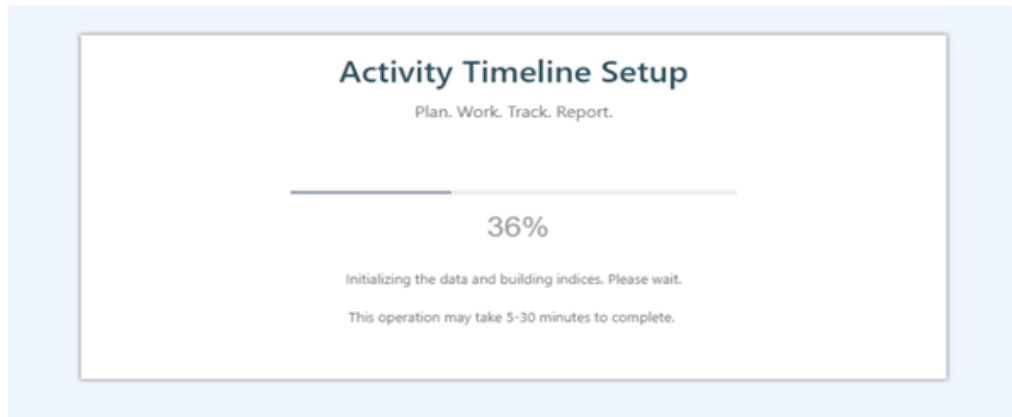 Activity Timeline Setup
Plan. Work. Track. Report.
36%
Initializing the data and building indices. Please wait.
This operation may take 5-30 minutes to complete.